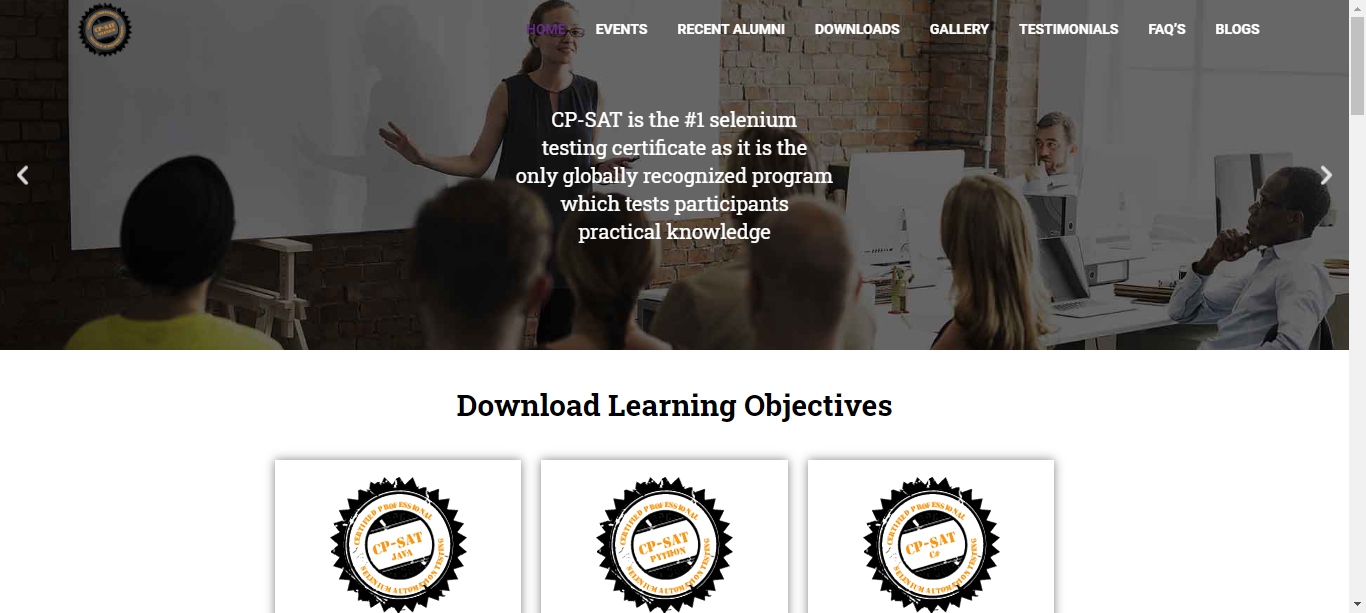 CP-SAT
HOME EVENTS RECENT ALUMNI DOWNLOADS GALLERY TESTIMONIALS FAQ'S BLOGS
CP-SAT is the #1 selenium
testing certificate as it is the
only globally recognized program
which tests participants
practical knowledge
Download Learning Objectives
CERTIFIED PROFESSIONAL
CP-SAT
JAVA
SELENIUM AUTOMATION TESTING
CERTIFIED PROFESSIONAL
CP-SAT
PYTHON
SELENIUM AUTOMATION TESTING
CERTIFIED PROFESSIONAL
CP-SAT
C#
SELENIUM AUTOMATION TESTING